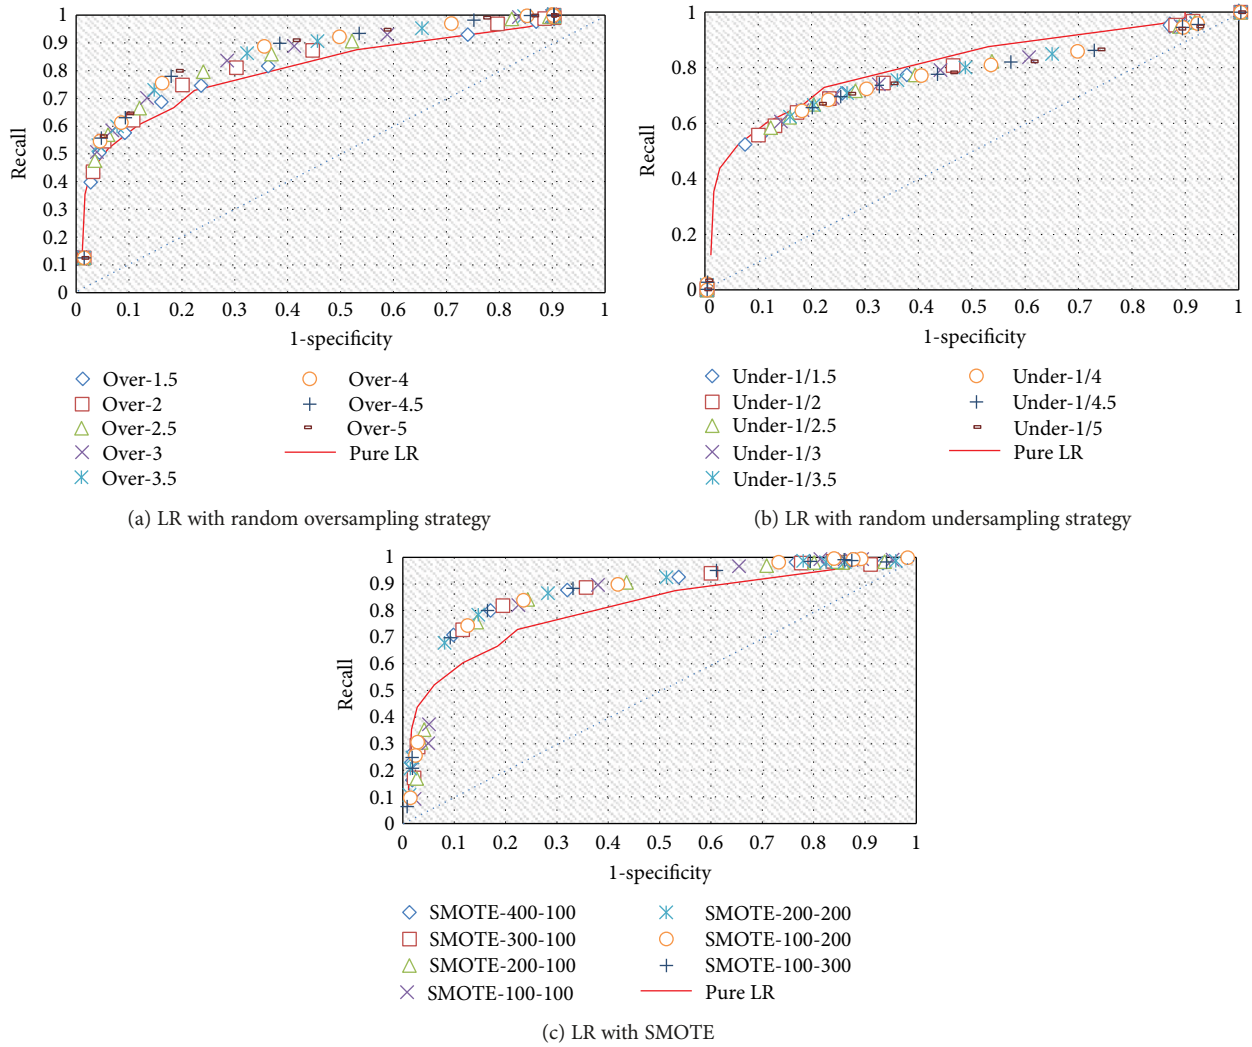 1
0.9
0.8
0.7
0.6
0.5
0.4
0.3
0.2
0.1
0
Recall
0 0.1 0.2 0.3 0.4 0.5 0.6 0.7 0.8 0.9 1
1-specificity
Over-1.5
Over-2
Over-2.5
Over-3
Over-3.5
Over-4
Over-4.5
Over-5
Pure LR
(a) LR with random oversampling strategy
1
0.8
0.6
0.4
0.2
0
Recall
0 0.1 0.2 0.3 0.4 0.5 0.6 0.7 0.8 0.9 1
1-specificity
Under-1/1.5
Under-1/2
Under-1/2.5
Under-1/3
Under-1/3.5
Under-1/4
Under-1/4.5
Under-1/5
Pure LR
(b) LR with random undersampling strategy
1
0.9
0.8
0.7
0.6
0.5
0.4
0.3
0.2
0.1
0
Recall
0 0.1 0.2 0.3 0.4 0.5 0.6 0.7 0.8 0.9 1
1-specificity
SMOTE-400-100
SMOTE-300-100
SMOTE-200-100
SMOTE-100-100
SMOTE-200-200
SMOTE-100-200
SMOTE-100-300
Pure LR
(c) LR with SMOTE